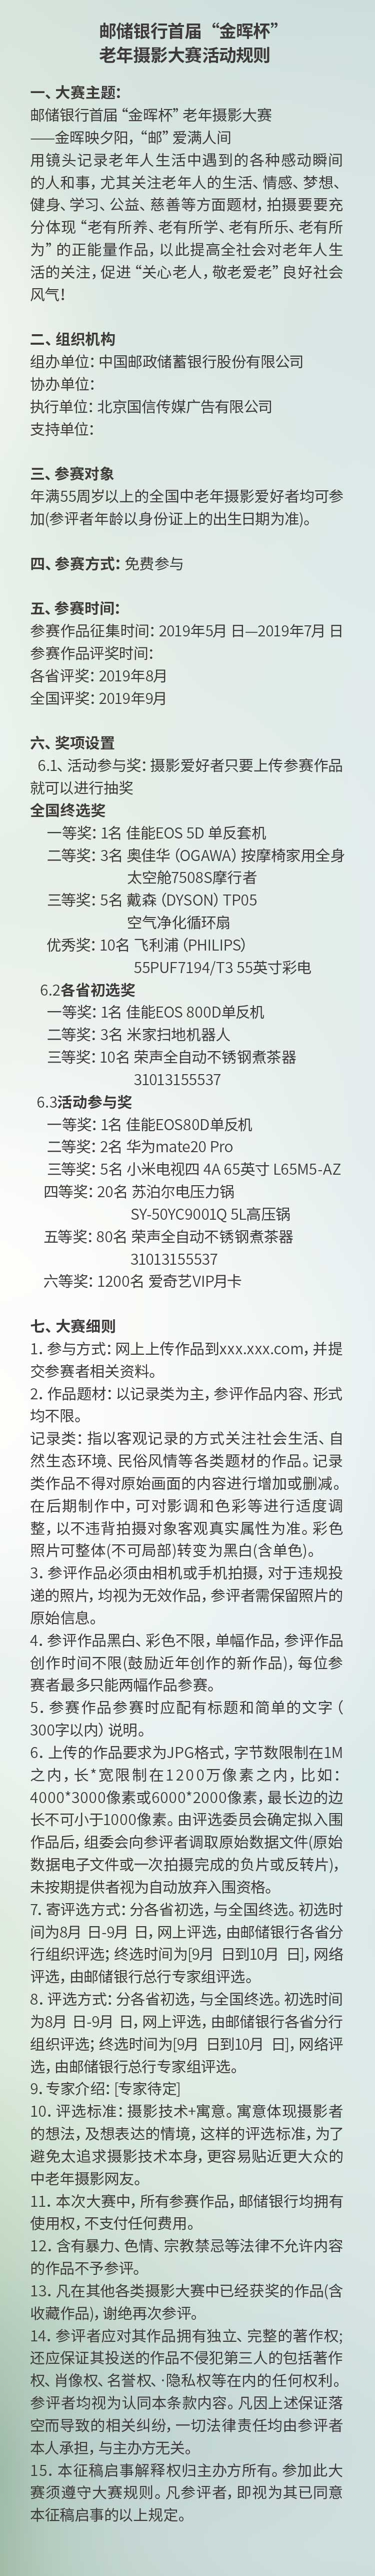 邮储银行首届“金晖杯”
老年摄影大赛活动规则
一、大赛主题：
邮储银行首届“金晖杯”老年摄影大赛
——金晖映夕阳，“邮”爱满人间
用镜头记录老年人生活中遇到的各种感动瞬间
的人和事，尤其关注老年人的生活、情感、梦想、
健身、学习、公益、慈善等方面题材，拍摄要要充
分体现“老有所养、老有所学、老有所乐、老有所
为”的正能量作品，以此提高全社会对老年人生
活的关注，促进“关心老人，敬老爱老”良好社会
风气！
二、组织机构
组办单位：中国邮政储蓄银行股份有限公司
协办单位：
执行单位：北京国信传媒广告有限公司
支持单位：
三、参赛对象
年满55周岁以上的全国中老年摄影爱好者均可参
加(参评者年龄以身份证上的出生日期为准)。
四、参赛方式：免费参与
五、参赛时间：
参赛作品征集时间：2019年5月 日—2019年7月 日
参赛作品评奖时间：
各省评奖：2019年8月
全国评奖：2019年9月
六、奖项设置
6.1、活动参与奖：摄影爱好者只要上传参赛作品
就可以进行抽奖
全国终选奖
一等奖：1名 佳能EOS 5D 单反套机
二等奖：3名 奥佳华（OGAWA）按摩椅家用全身
太空舱7508S摩行者
三等奖：5名 戴森（DYSON）TP05
空气净化循环扇
优秀奖：10名 飞利浦（PHILIPS）
55PUF7194/T3 55英寸彩电
6.2各省初选奖
一等奖：1名 佳能EOS 800D单反机
二等奖：3名 米家扫地机器人
三等奖：10名 荣声全自动不锈钢煮茶器
31013155537
6.3活动参与奖
一等奖：1名 佳能EOS80D单反机
二等奖：2名 华为mate20 Pro
三等奖：5名 小米电视四 4A 65英寸 L65M5-AZ
四等奖：20名 苏泊尔电压力锅
SY-50YC9001Q 5L高压锅
五等奖：80名 荣声全自动不锈钢煮茶器
31013155537
六等奖：1200名 爱奇艺VIP月卡
七、大赛细则
1．参与方式：网上上传作品到xxx.xxx.com，并提
交参赛者相关资料。
2．作品题材：以记录类为主，参评作品内容、形式
均不限。
记录类：指以客观记录的方式关注社会生活、自
然生态环境、民俗风情等各类题材的作品。记录
类作品不得对原始画面的内容进行增加或删减。
在后期制作中，可对影调和色彩等进行适度调
整，以不违背拍摄对象客观真实属性为准。彩色
照片可整体(不可局部)转变为黑白(含单色)。
3．参评作品必须由相机或手机拍摄，对于违规投
递的照片，均视为无效作品，参评者需保留照片的
原始信息。
4．参评作品黑白、彩色不限，单幅作品，参评作品
创作时间不限(鼓励近年创作的新作品)，每位参
赛者最多只能两幅作品参赛。
5．参赛作品参赛时应配有标题和简单的文字（
300字以内）说明。
6．上传的作品要求为JPG格式，字节数限制在1M
之内，长*宽限制在1200万像素之内，比如：
4000*3000像素或6000*2000像素，最长边的边
长不可小于1000像素。由评选委员会确定拟入围
作品后，组委会向参评者调取原始数据文件(原始
数据电子文件或一次拍摄完成的负片或反转片)，
未按期提供者视为自动放弃入围资格。
7．寄评选方式：分各省初选，与全国终选。初选时
间为8月 日-9月 日，网上评选，由邮储银行各省分
行组织评选；终选时间为[9月 日到10月 日]，网络
评选，由邮储银行总行专家组评选。
8．评选方式：分各省初选，与全国终选。初选时间
为8月 日-9月 日，网上评选，由邮储银行各省分行
组织评选；终选时间为[9月 日到10月 日]，网络评
选，由邮储银行总行专家组评选。
9．专家介绍：[专家待定]
10．评选标准：摄影技术+寓意。寓意体现摄影者
的想法，及想表达的情境，这样的评选标准，为了
避免太追求摄影技术本身，更容易贴近更大众的
中老年摄影网友。
11．本次大赛中，所有参赛作品，邮储银行均拥有
使用权，不支付任何费用。
12．含有暴力、色情、宗教禁忌等法律不允许内容
的作品不予参评。
13．凡在其他各类摄影大赛中已经获奖的作品(含
收藏作品)，谢绝再次参评。
14．参评者应对其作品拥有独立、完整的著作权;
还应保证其投送的作品不侵犯第三人的包括著作
权、肖像权、名誉权、·隐私权等在内的任何权利。
参评者均视为认同本条款内容。凡因上述保证落
空而导致的相关纠纷，一切法律责任均由参评者
本人承担，与主办方无关。
15．本征稿启事解释权归主办方所有。参加此大
赛须遵守大赛规则。凡参评者，即视为其已同意
本征稿启事的以上规定。